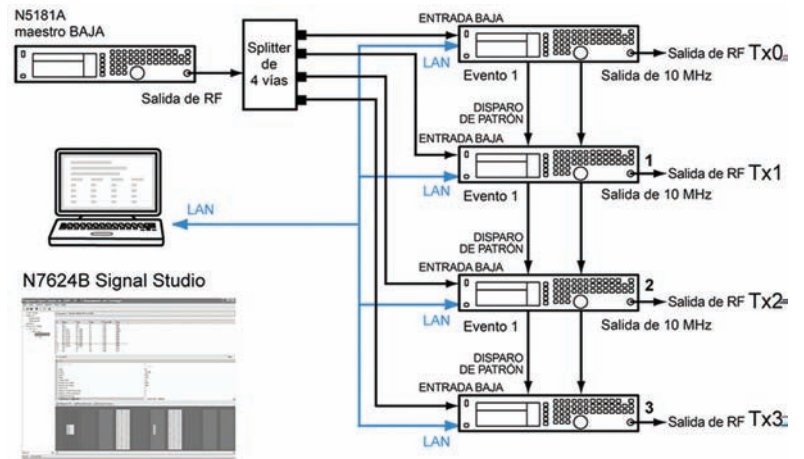 N5181A
maestro BAJA
Salida de RF
Splitter
de
4 vías
ENTRADA BAJA
LAN
Evento 1
Salida de RF Tx0
Salida de 10 MHz
DISPARO
DE PATRÓN
ENTRADA BAJA
1
LAN
Evento 1
Salida de RF Tx1
Salida de 10 MHz
LAN
DISPARO
DE PATRÓN
ENTRADA BAJA
2
LAN
Evento 1
Salida de RF Tx2
Salida de 10 MHz
DISPARO
DE PATRÓN
ENTRADA BAJA
3
LAN
Salida de RF Tx3
N7624B Signal Studio